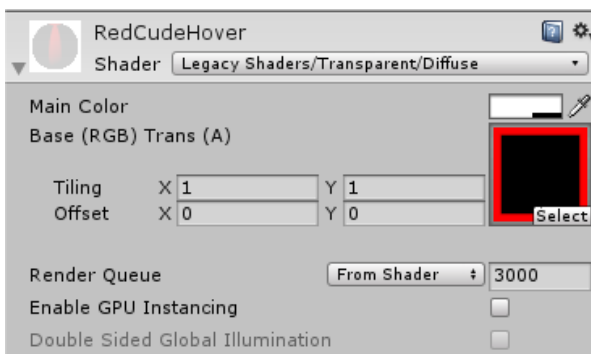 RedCudeHover
Shader Legacy Shaders/Transparent/Diffuse
Main Color
Base (RGB) Trans (A)
Tiling X 1 Y 1
Offset X 0 Y 0
Select
Render Queue From Shader 3000
Enable GPU Instancing
Double Sided Global Illumination